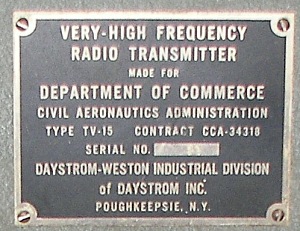 VERY-HIGH FREQUENCY
RADIO TRANSMITTER
MADE FOR
DEPARTMENT OF COMMERCE
CIVIL AERONAUTICS ADMINISTRATION
TYPE TV-15 CONTRACT CCA-34318
SERIAL NO.
DAYSTROM-WESTON INDUSTRIAL DIVISION
of DAYSTROM INC.
POUGHKEEPSIE, N.Y.